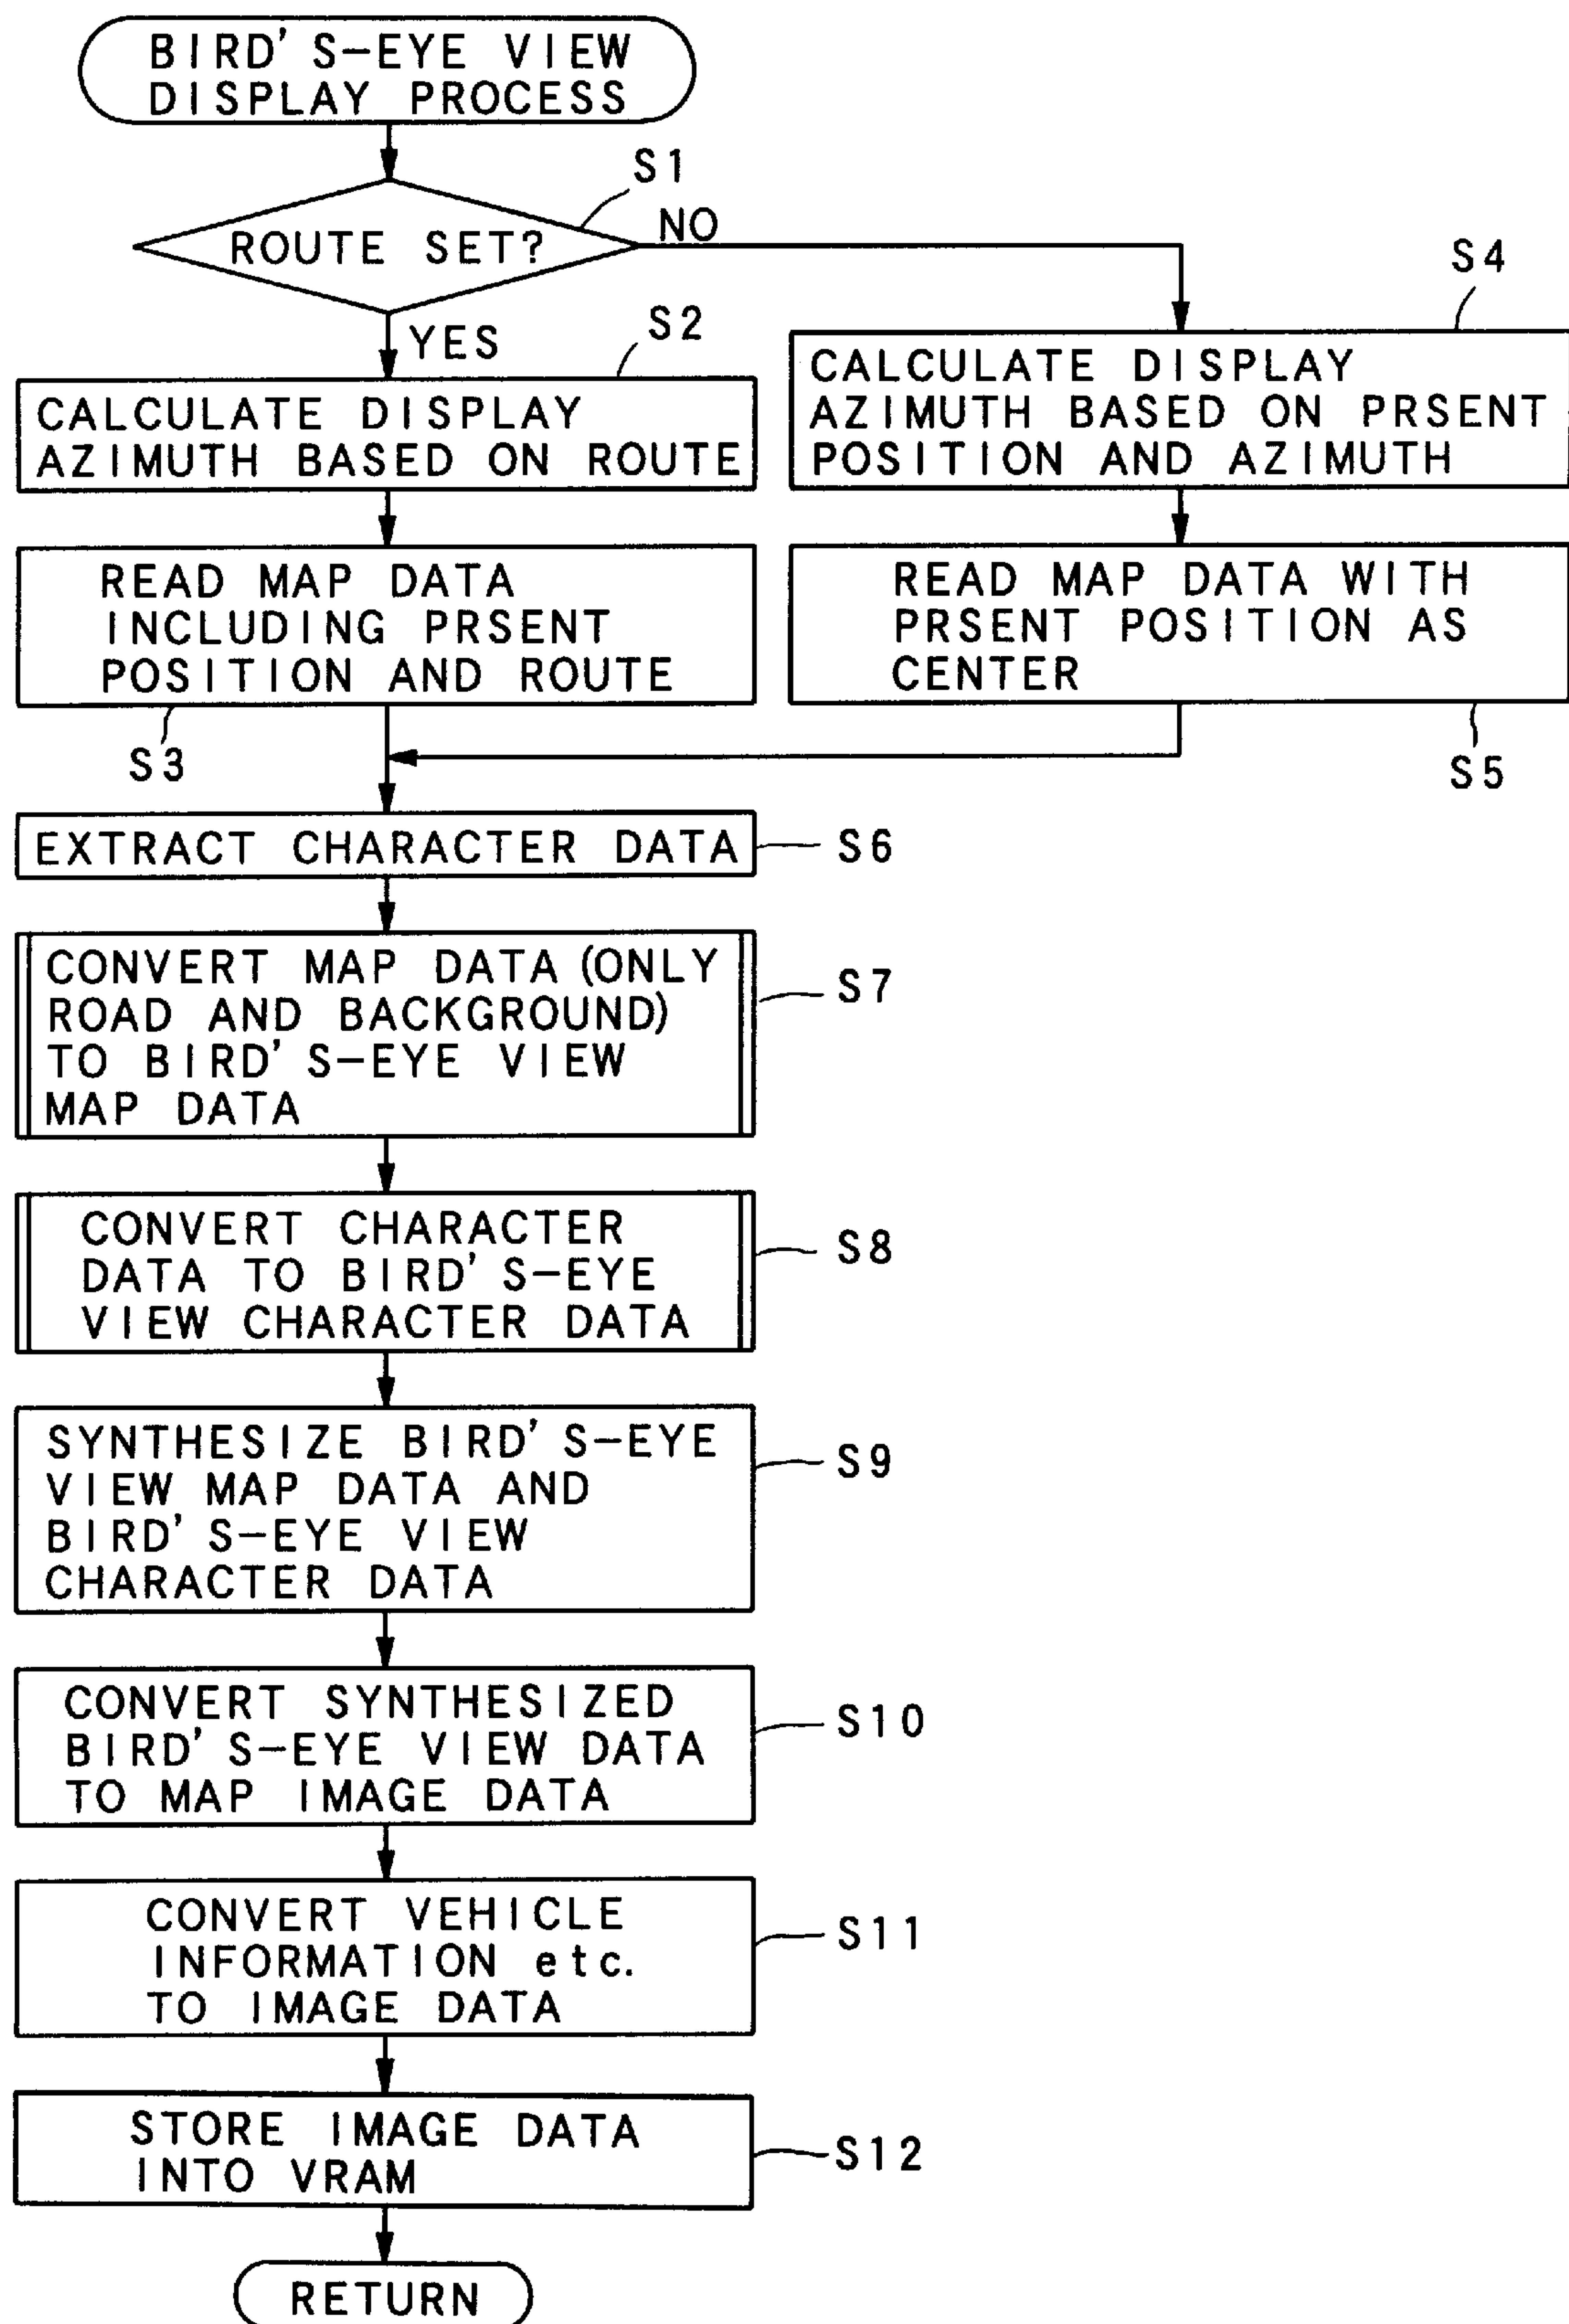 BIRD'S-EYE VIEW
DISPLAY PROCESS
S1
ROUTE SET?
NO
YES
S2
CALCULATE DISPLAY
AZIMUTH BASED ON ROUTE
S4
CALCULATE DISPLAY
AZIMUTH BASED ON PRSENT
POSITION AND AZIMUTH
READ MAP DATA
INCLUDING PRSENT
POSITION AND ROUTE
S3
READ MAP DATA WITH
PRSENT POSITION AS
CENTER
S5
EXTRACT CHARACTER DATA
S6
CONVERT MAP DATA (ONLY
ROAD AND BACKGROUND)
TO BIRD'S-EYE VIEW
MAP DATA
S7
CONVERT CHARACTER
DATA TO BIRD'S-EYE
VIEW CHARACTER DATA
S8
SYNTHESIZE BIRD'S-EYE
VIEW MAP DATA AND
BIRD'S-EYE VIEW
CHARACTER DATA
S9
CONVERT SYNTHESIZED
BIRD'S-EYE VIEW DATA
TO MAP IMAGE DATA
S10
CONVERT VEHICLE
INFORMATION etc.
TO IMAGE DATA
S11
STORE IMAGE DATA
INTO VRAM
S12
RETURN